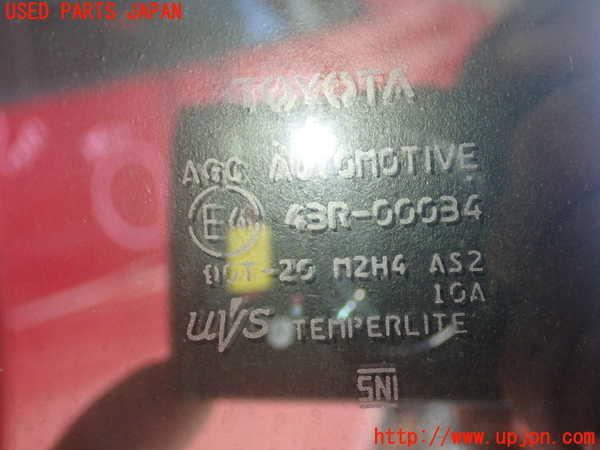 USED PARTS JAPAN
TOYOTA
AGC AUTOMOTIVE
E4 43R-00034
DOT-20 M2H4 AS2
10A
UVS TEMPERLITE
SNI
http://www.upjpn.com/